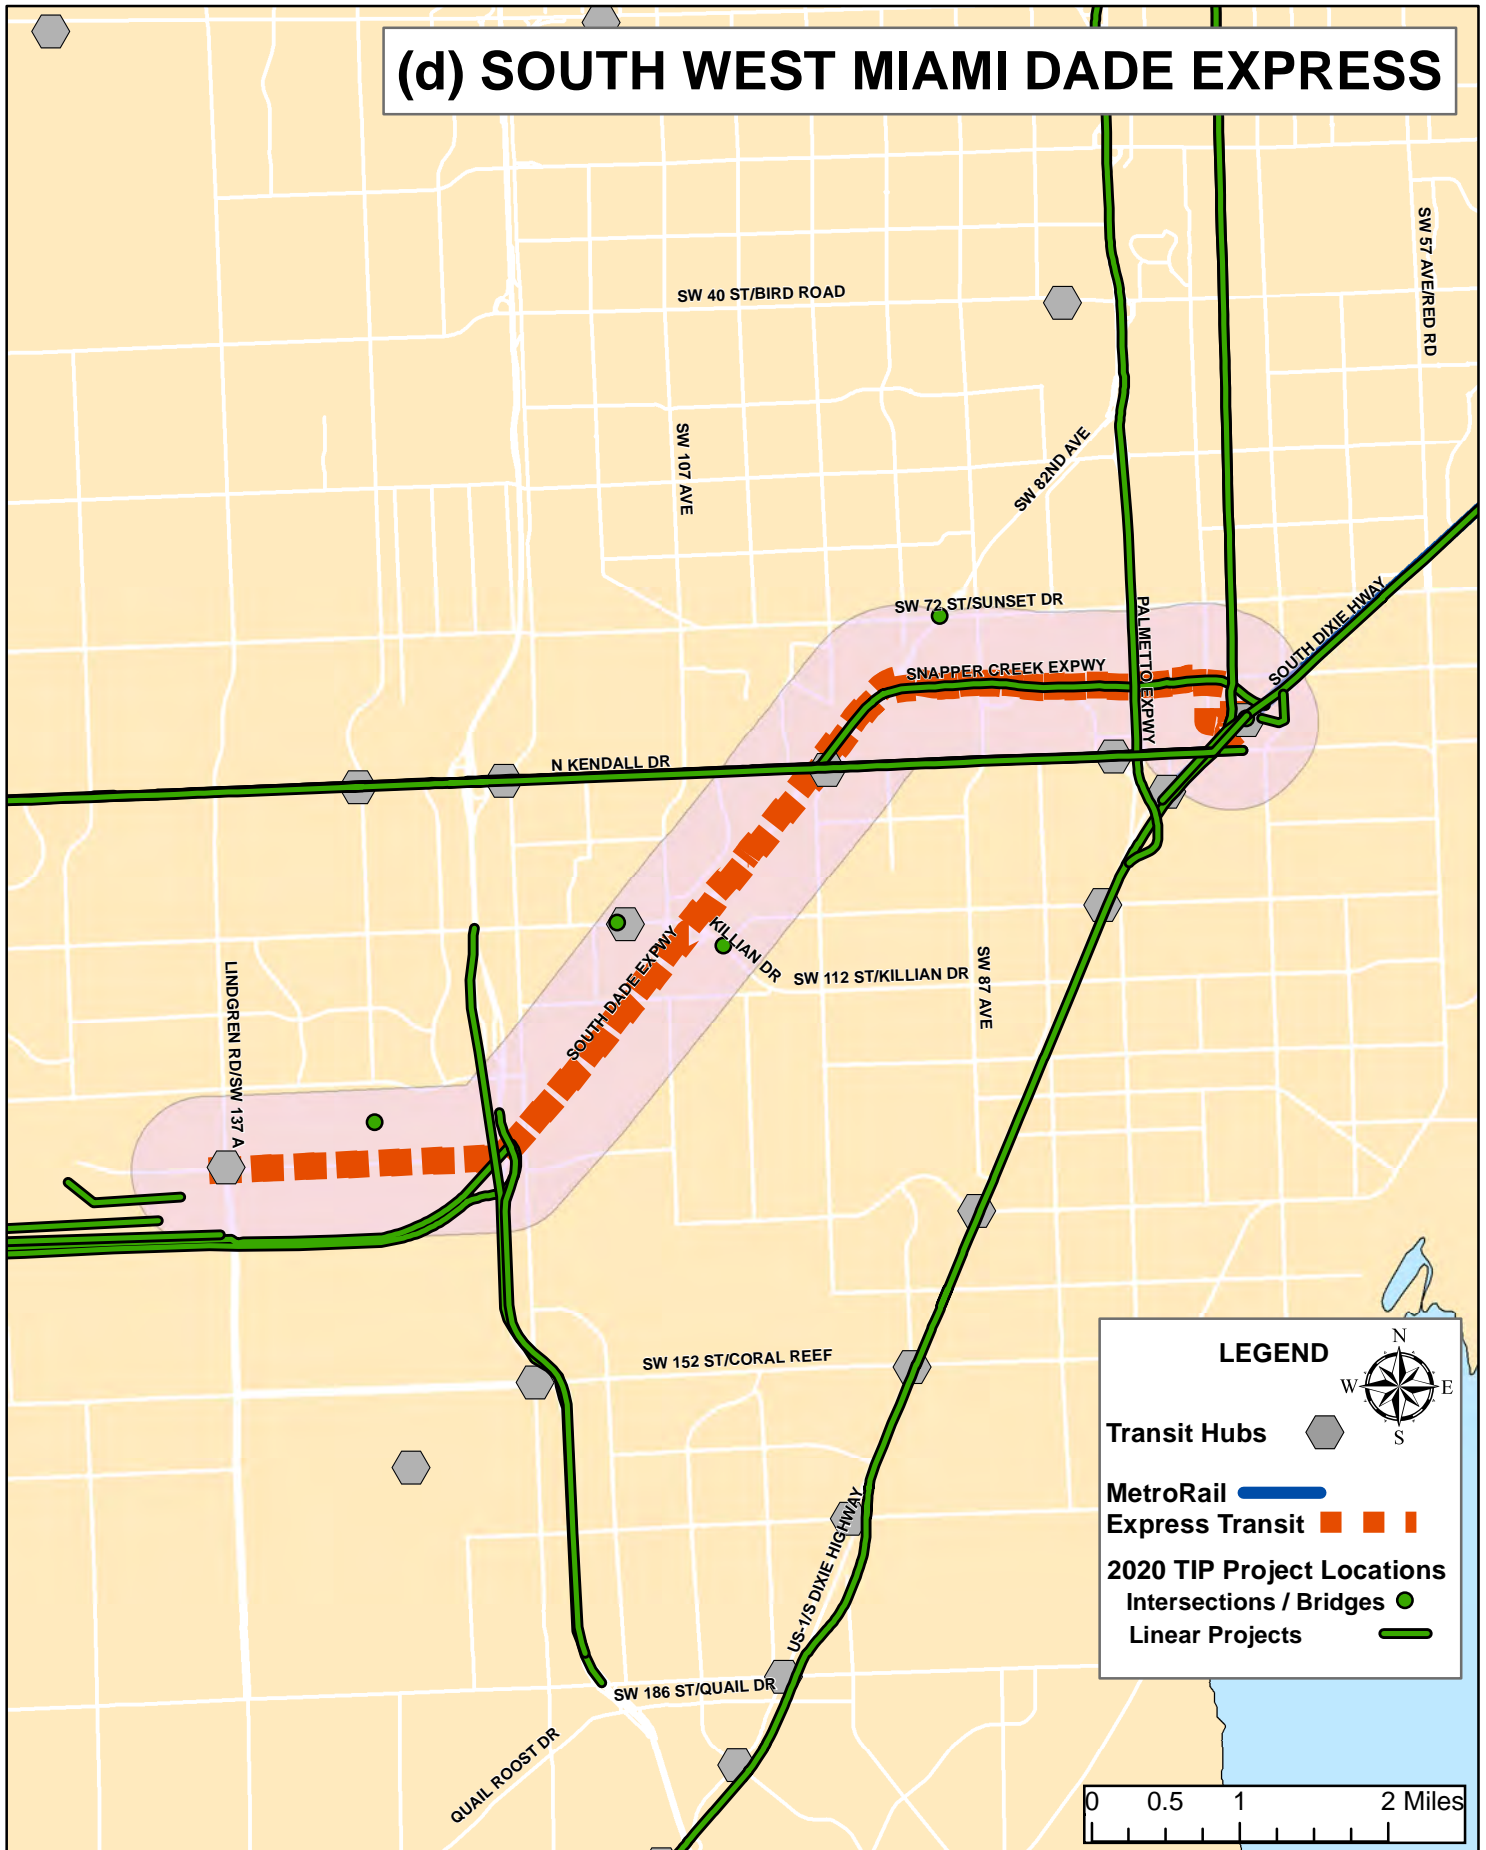 (d) SOUTH WEST MIAMI DADE EXPRESS
SW 57 AVE/RED RD
SW 40 ST/BIRD ROAD
SW 107 AVE
SW 82ND AVE
SW 72 ST/SUNSET DR
PALMETTO EXPWY
SOUTH DIXIE HWAY
SNAPPER CREEK EXPWY
N KENDALL DR
KILLIAN DR
SOUTH DADE EXPWY
SW 112 ST/KILLIAN DR
SW 87 AVE
LINDGREN RD/SW 137 A
SW 152 ST/CORAL REEF
US-1/S DIXIE HIGHWAY
SW 186 ST/QUAIL DR
QUAIL ROOST DR
LEGEND
N
W E
S
Transit Hubs
MetroRail
Express Transit
2020 TIP Project Locations
Intersections / Bridges
Linear Projects
0 0.5 1 2 Miles